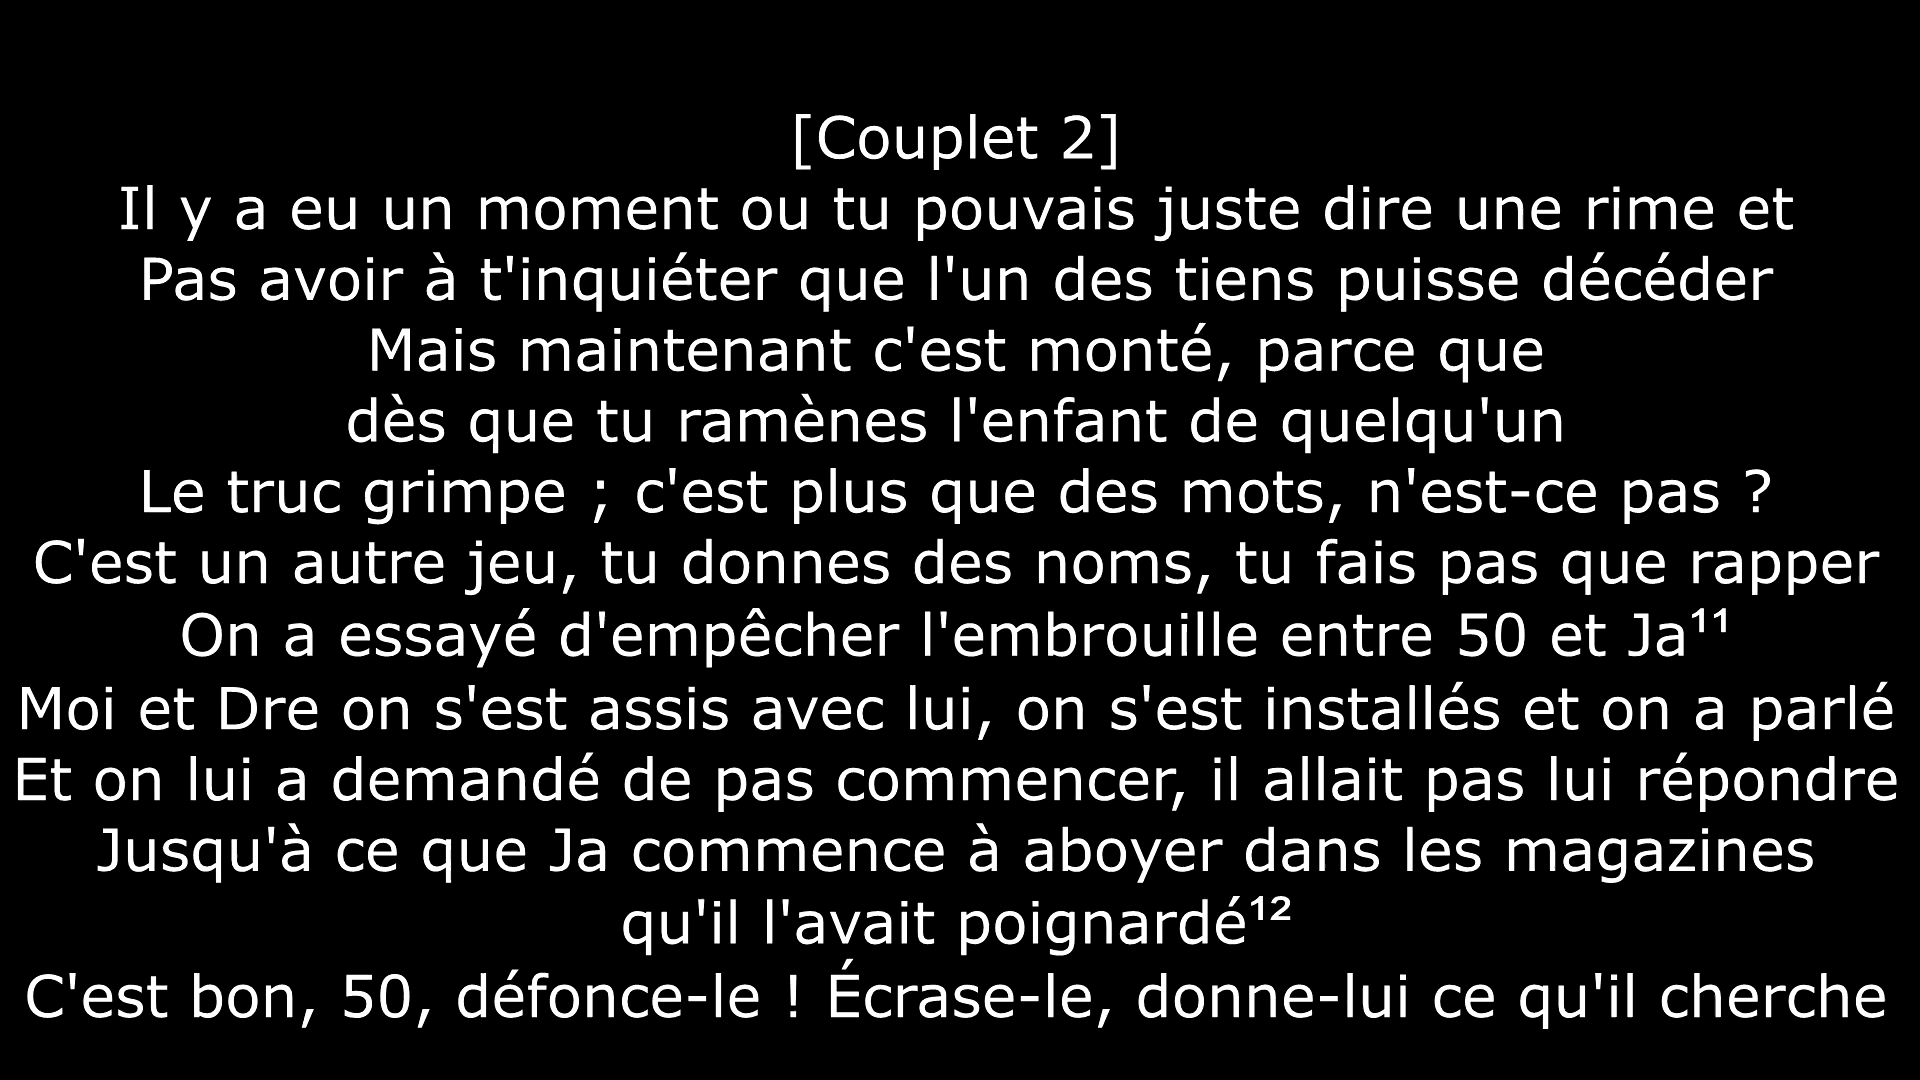 [Couplet 2]
Il y a eu un moment ou tu pouvais juste dire une rime et
Pas avoir à t'inquiéter que l'un des tiens puisse décéder
Mais maintenant c'est monté, parce que
dès que tu ramènes l'enfant de quelqu'un
Le truc grimpe ; c'est plus que des mots, n'est-ce pas ?
C'est un autre jeu, tu donnes des noms, tu fais pas que rapper
On a essayé d'empêcher l'embrouille entre 50 et Ja¹¹
Moi et Dre on s'est assis avec lui, on s'est installés et on a parlé
Et on lui a demandé de pas commencer, il allait pas lui répondre
Jusqu'à ce que Ja commence à aboyer dans les magazines
qu'il l'avait poignardé¹²
C'est bon, 50, défonce-le ! Écrase-le, donne-lui ce qu'il cherche